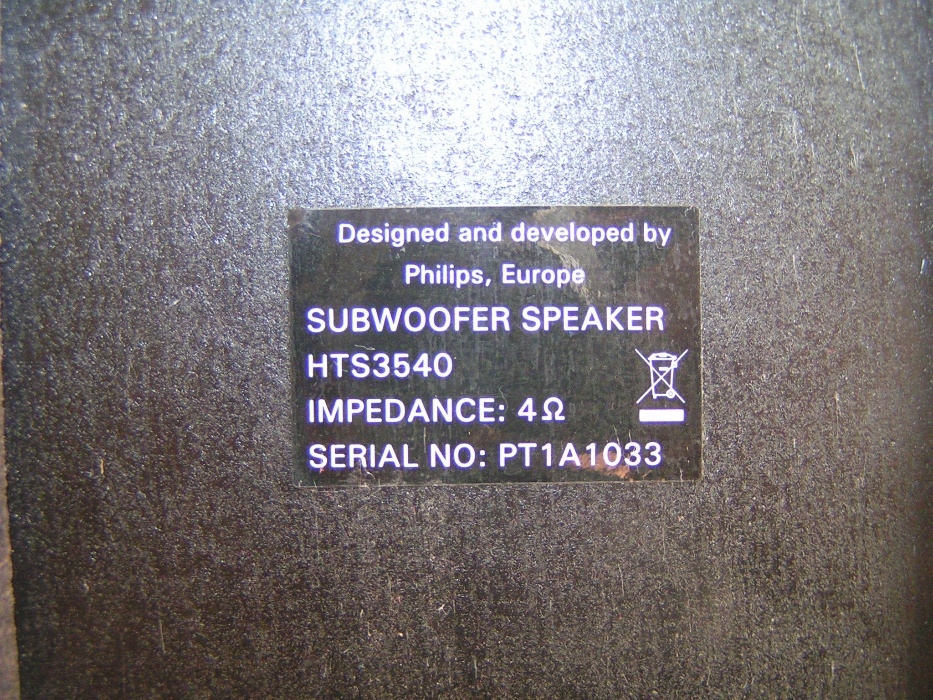 Designed and developed by
Philips, Europe
SUBWOOFER SPEAKER
HTS3540
IMPEDANCE: 4Ω
SERIAL NO: PT1A1033